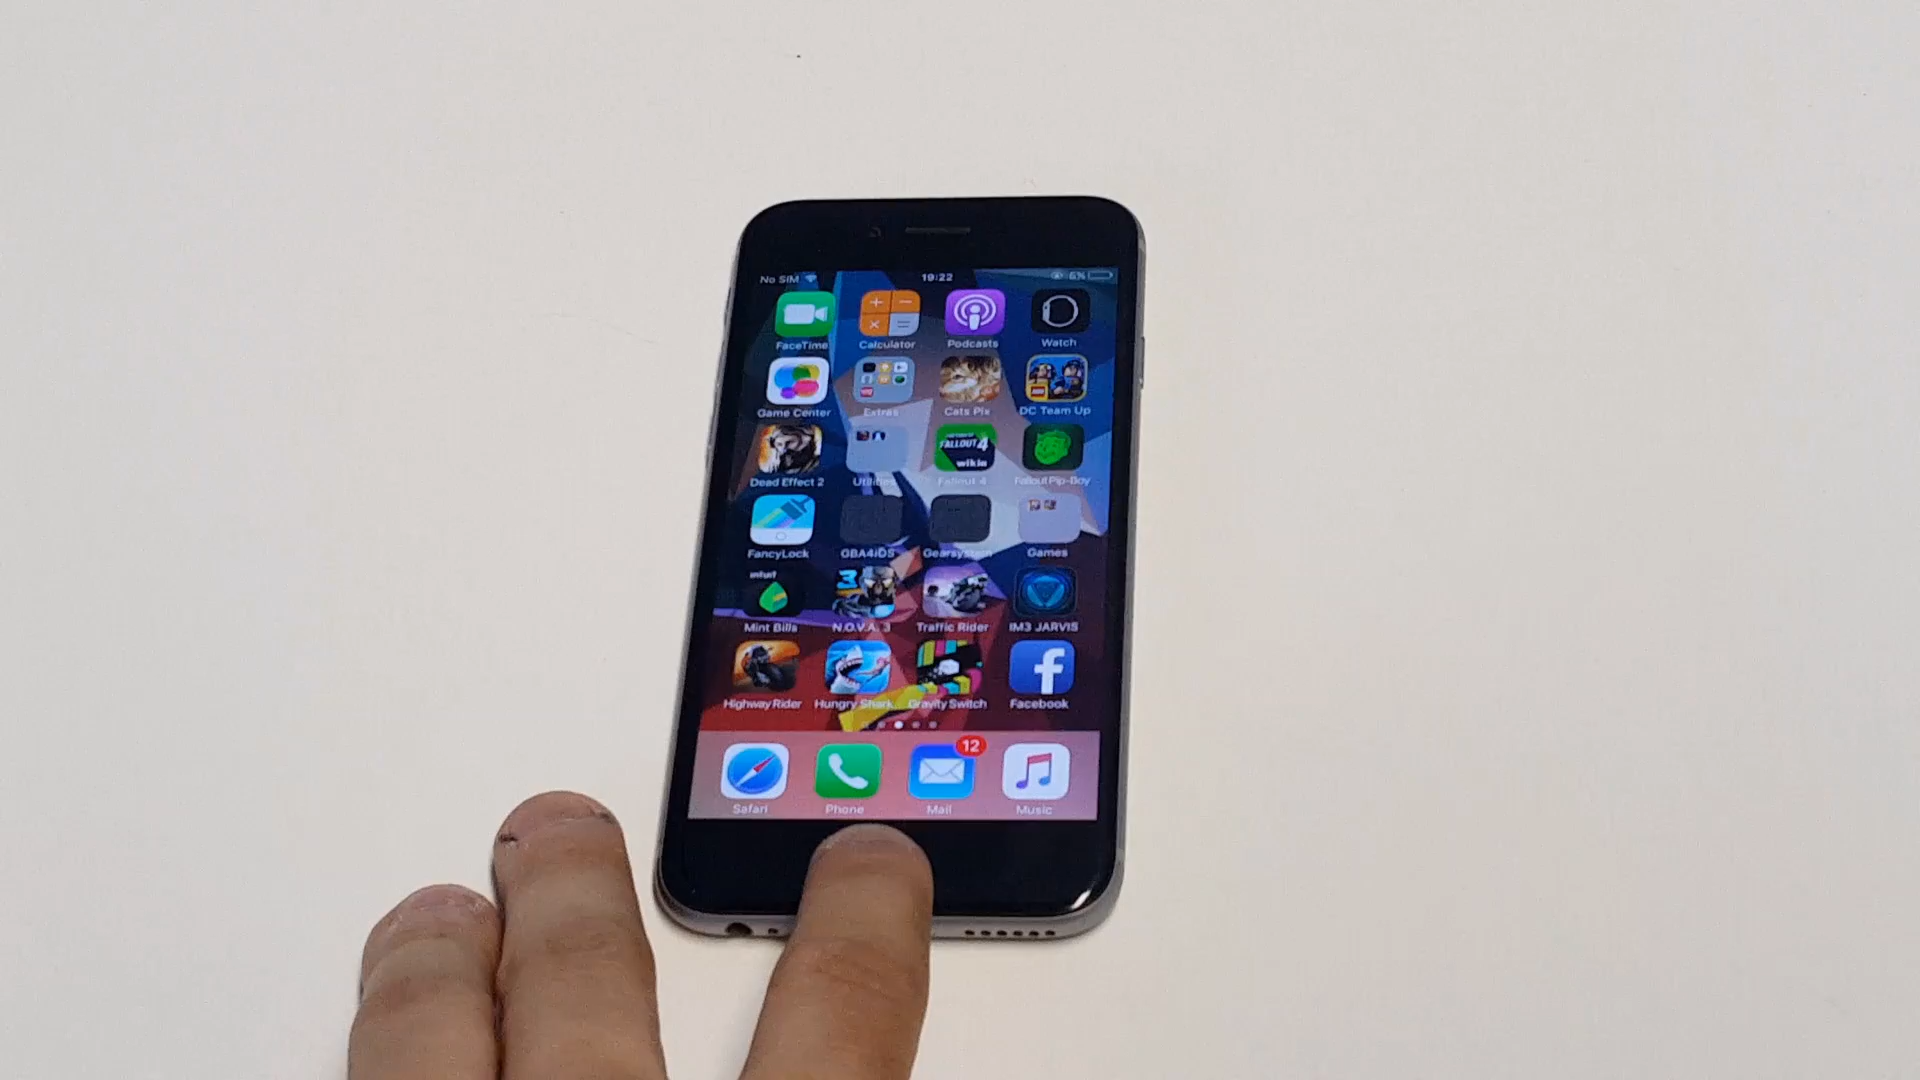 No SIM 19:22 6%
FaceTime Calculator Podcasts Watch
Game Center Extras Cats Pix DC Team Up
FALLOUT 4
wikia
Dead Effect 2 Utilities Fallout 4 Fallout Pip-Boy
FancyLock GBA4iOS Gearsystem Games
intuit
3
Mint Bills N.O.V.A. 3 Traffic Rider IM3 JARVIS
f
Highway Rider Hungry Shark Gravity Switch Facebook
12
Safari Phone Mail Music